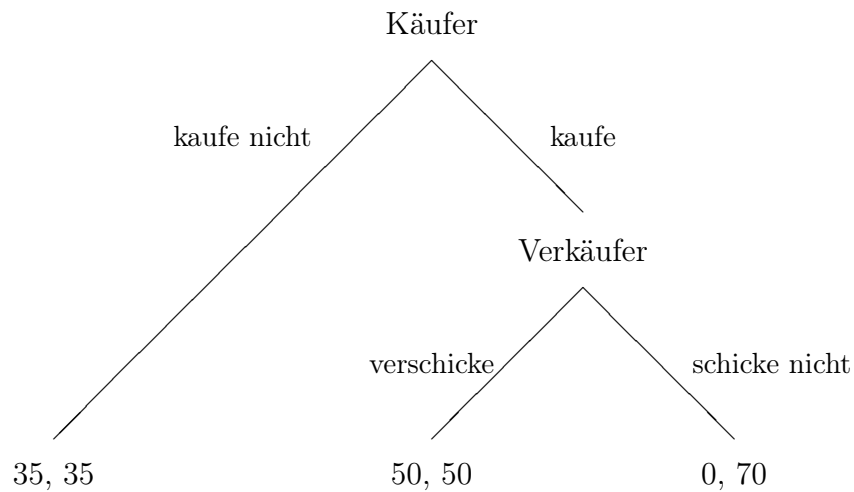 Käufer
kaufe nicht
kaufe
Verkäufer
verschicke
schicke nicht
35, 35
50, 50
0, 70